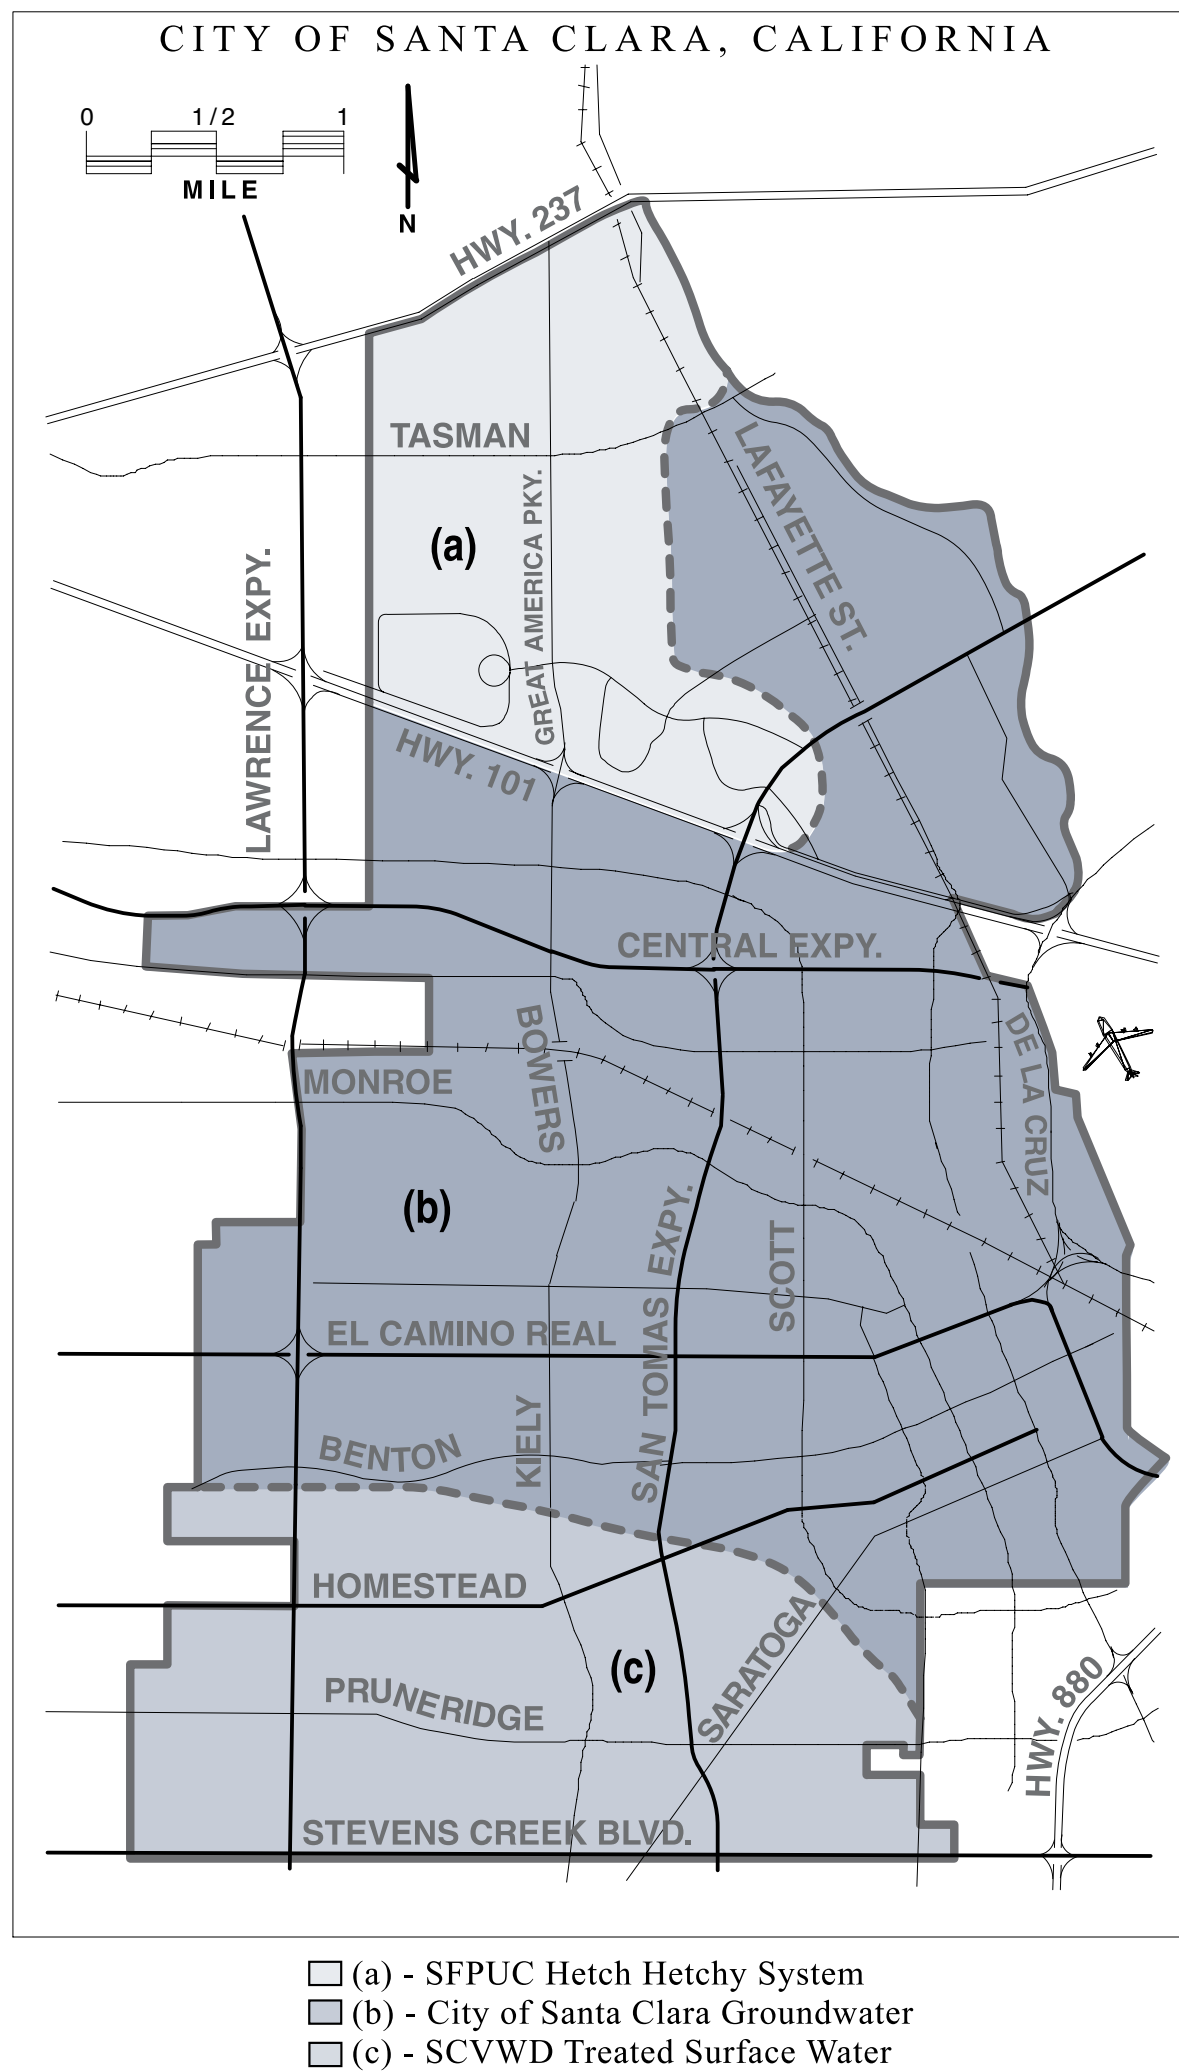 CITY OF SANTA CLARA, CALIFORNIA
0 1/2 1
MILE
N
HWY. 237
TASMAN
LAFAYETTE ST.
GREAT AMERICA PKY.
(a)
LAWRENCE EXPY.
HWY. 101
CENTRAL EXPY.
BOWERS
DE LA CRUZ
MONROE
(b)
SAN TOMAS EXPY.
SCOTT
EL CAMINO REAL
KIELY
BENTON
HOMESTEAD
(c)
SARATOGA
PRUNERIDGE
HWY. 880
STEVENS CREEK BLVD.
(a) - SFPUC Hetch Hetchy System
(b) - City of Santa Clara Groundwater
(c) - SCVWD Treated Surface Water